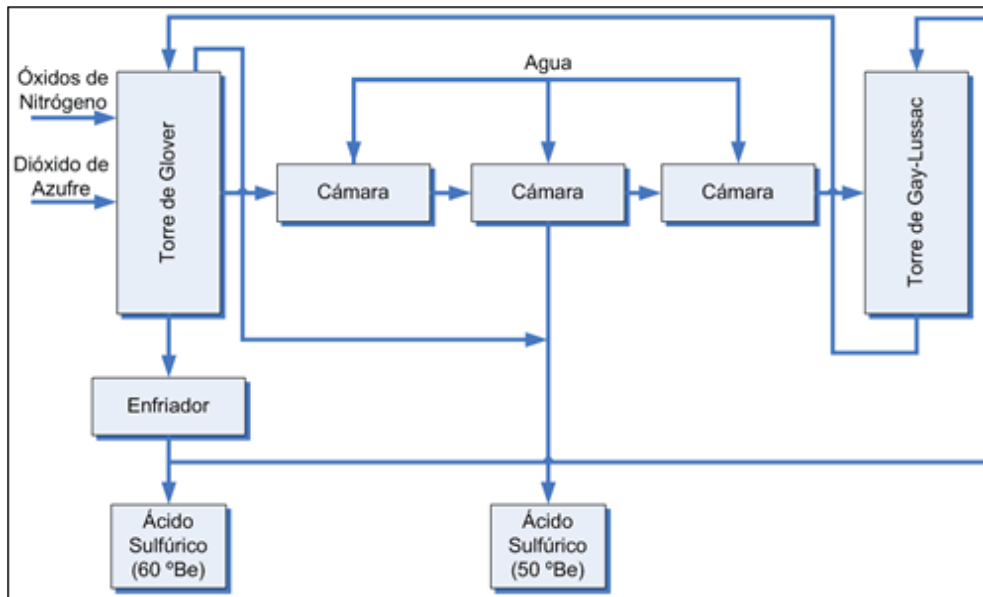 Óxidos de
Nitrógeno
Dióxido de
Azufre
Torre de Glover
Agua
Cámara
Cámara
Cámara
Torre de Gay-Lussac
Enfriador
Ácido
Sulfúrico
(60 ºBe)
Ácido
Sulfúrico
(50 ºBe)